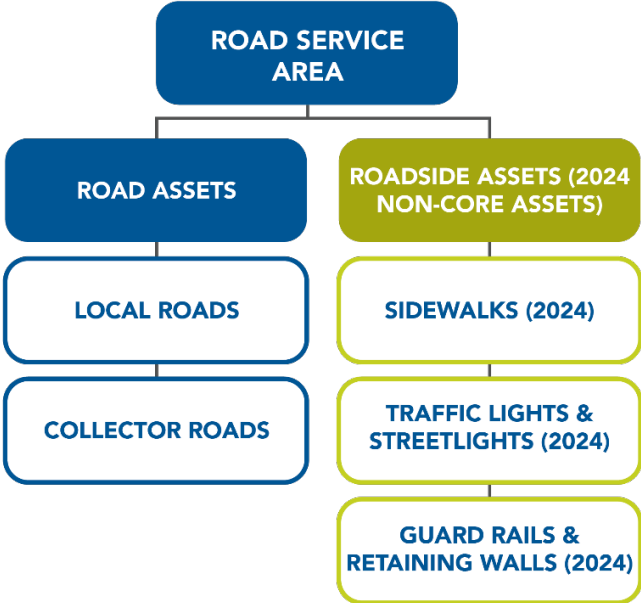 ROAD SERVICE
AREA
ROAD ASSETS
ROADSIDE ASSETS (2024
NON-CORE ASSETS)
LOCAL ROADS
SIDEWALKS (2024)
COLLECTOR ROADS
TRAFFIC LIGHTS &
STREETLIGHTS (2024)
GUARD RAILS &
RETAINING WALLS (2024)